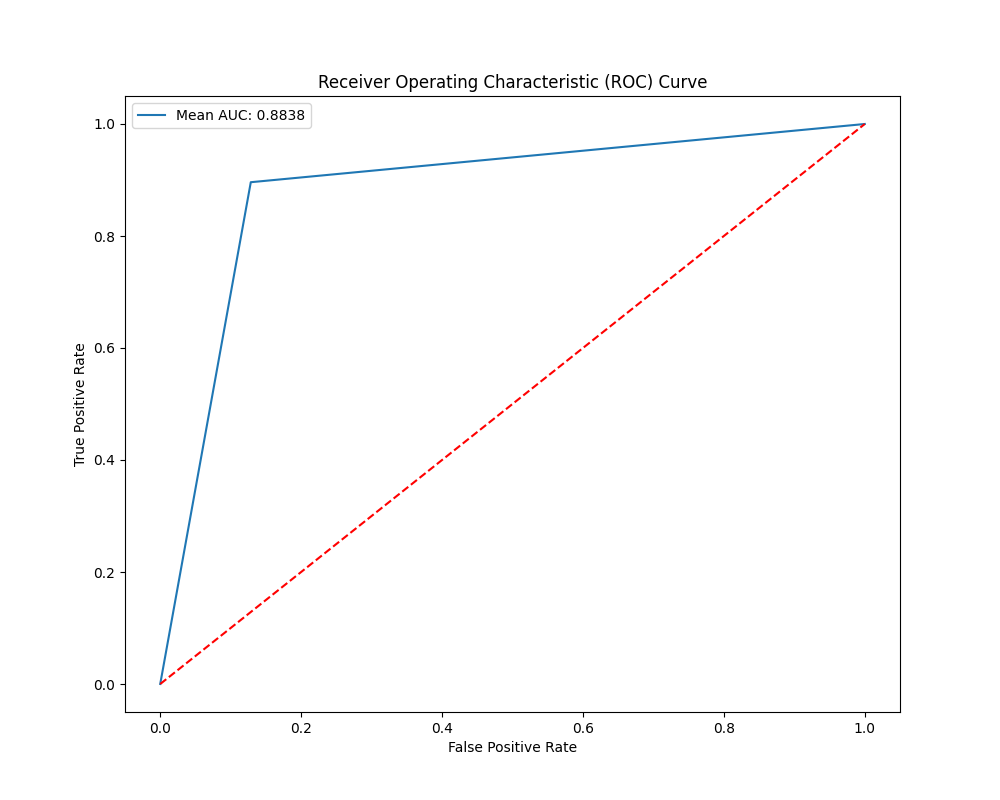 Receiver Operating Characteristic (ROC) Curve
Mean AUC: 0.8838
1.0
0.8
0.6
0.4
0.2
0.0
True Positive Rate
0.0 0.2 0.4 0.6 0.8 1.0
False Positive Rate